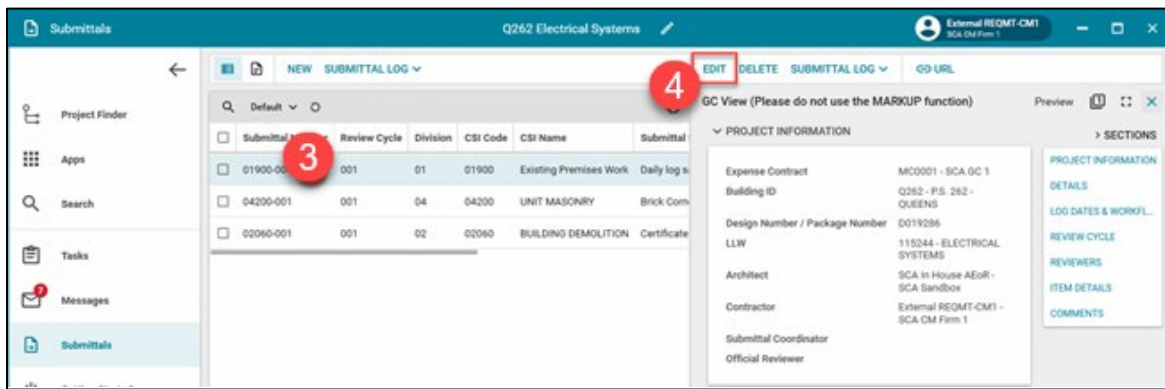 Submittals
Q262 Electrical Systems
External REQMT-CM1
SCA CM Firm 1
NEW SUBMITTAL LOG
4
EDIT DELETE SUBMITTAL LOG GO URL
Project Finder
Apps
Search
Tasks
7
Messages
Submittals
Default
Submittal Review Cycle Division CSI Code CSI Name Submittal
3
01900-00 001 01 01900 Existing Premises Work Daily log s
04200-001 001 04 04200 UNIT MASONRY Brick Corn
02060-001 001 02 02060 BUILDING DEMOLITION Certificate
GC View (Please do not use the MARKUP function) Preview
PROJECT INFORMATION
Expense Contract MC0001 - SCA GC 1
Building ID Q262 - P.S. 262 -
QUEENS
Design Number / Package Number D019286
LLW 115244 - ELECTRICAL
SYSTEMS
Architect SCA In House AEoR -
SCA Sandbox
Contractor External REQMT-CM1 -
SCA CM Firm 1
Submittal Coordinator
Official Reviewer
> SECTIONS
PROJECT INFORMATION
DETAILS
LOG DATES & WORKFL...
REVIEW CYCLE
REVIEWERS
ITEM DETAILS
COMMENTS